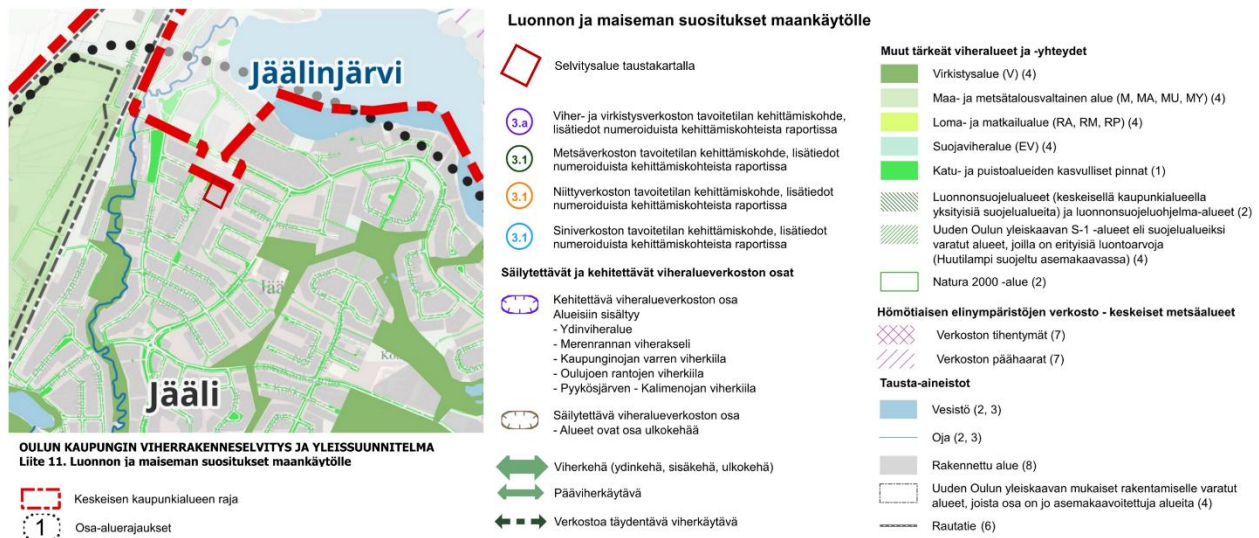 Jäälinjärvi
Jää
Ko
Jääli
OULUN KAUPUNGIN VIHERRAKENNESELVITYS JA YLEISSUUNNITELMA
Liite 11. Luonnon ja maiseman suositukset maankäytölle
Keskeisen kaupunkialueen raja
1
Osa-aluerajaukset
Luonnon ja maiseman suositukset maankäytölle
Selvitysalue taustakartalla
3.a
Viher- ja virkistysverkoston tavoitetilan kehittämiskohde,
lisätiedot numeroiduista kehittämiskohteista raportissa
3.1
Metsäverkoston tavoitetilan kehittämiskohde, lisätiedot
numeroiduista kehittämiskohteista raportissa
3.1
Niittyverkoston tavoitetilan kehittämiskohde, lisätiedot
numeroiduista kehittämiskohteista raportissa
3.1
Siniverkoston tavoitetilan kehittämiskohde, lisätiedot
numeroiduista kehittämiskohteista raportissa
Säilytettävät ja kehitettävät viheralueverkoston osat
Kehitettävä viheralueverkoston osa
Alueisiin sisältyy
- Ydinviheralue
- Merenrannan viherakseli
- Kaupunginojan varren viherkiila
- Oulujoen rantojen viherkiila
- Pyykösjärven - Kalimenojan viherkiila
Säilytettävä viheralueverkoston osa
- Alueet ovat osa ulkokehää
Viherkehä (ydinkehä, sisäkehä, ulkokehä)
Pääviherkäytävä
Verkostoa täydentävä viherkäytävä
Muut tärkeät viheralueet ja -yhteydet
Virkistysalue (V) (4)
Maa- ja metsätalousvaltainen alue (M, MA, MU, MY) (4)
Loma- ja matkailualue (RA, RM, RP) (4)
Suojaviheralue (EV) (4)
Katu- ja puistoalueiden kasvulliset pinnat (1)
Luonnonsuojelualueet (keskeisellä kaupunkialueella
yksityisiä suojelualueita) ja luonnonsuojeluohjelma-alueet (2)
Uuden Oulun yleiskaavan S-1 -alueet eli suojelualueiksi
varatut alueet, joilla on erityisiä luontoarvoja
(Huutilampi suojeltu asemakaavassa) (4)
Natura 2000 -alue (2)
Hömötiaisen elinympäristöjen verkosto - keskeiset metsäalueet
Verkoston tihentymät (7)
Verkoston päähaarat (7)
Tausta-aineistot
Vesistö (2, 3)
Oja (2, 3)
Rakennettu alue (8)
Uuden Oulun yleiskaavan mukaiset rakentamiselle varatut
alueet, joista osa on jo asemakaavoitettuja alueita (4)
Rautatie (6)